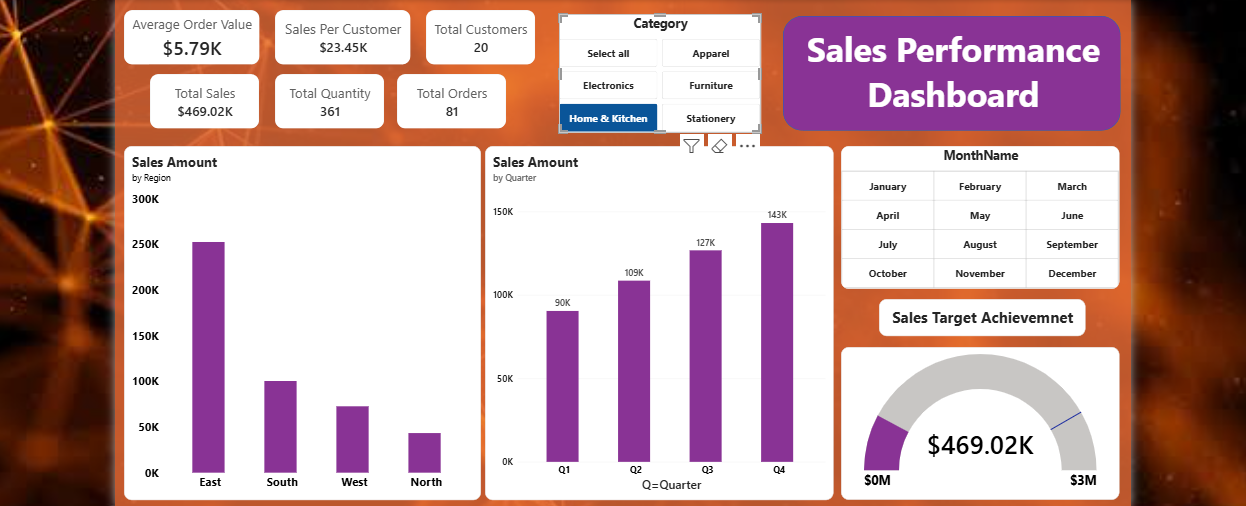 Average Order Value
$5.79K
Sales Per Customer
$23.45K
Total Customers
20
Total Sales
$469.02K
Total Quantity
361
Total Orders
81
Category
Select all
Apparel
Electronics
Furniture
Home & Kitchen
Stationery
Sales Performance
Dashboard
Sales Amount
by Region
300K
250K
200K
150K
100K
50K
0K
East
South
West
North
Sales Amount
by Quarter
150K
100K
50K
0K
90K
109K
127K
143K
Q1
Q2
Q3
Q4
Q=Quarter
MonthName
January
February
March
April
May
June
July
August
September
October
November
December
Sales Target Achievemnet
$469.02K
$0M
$3M